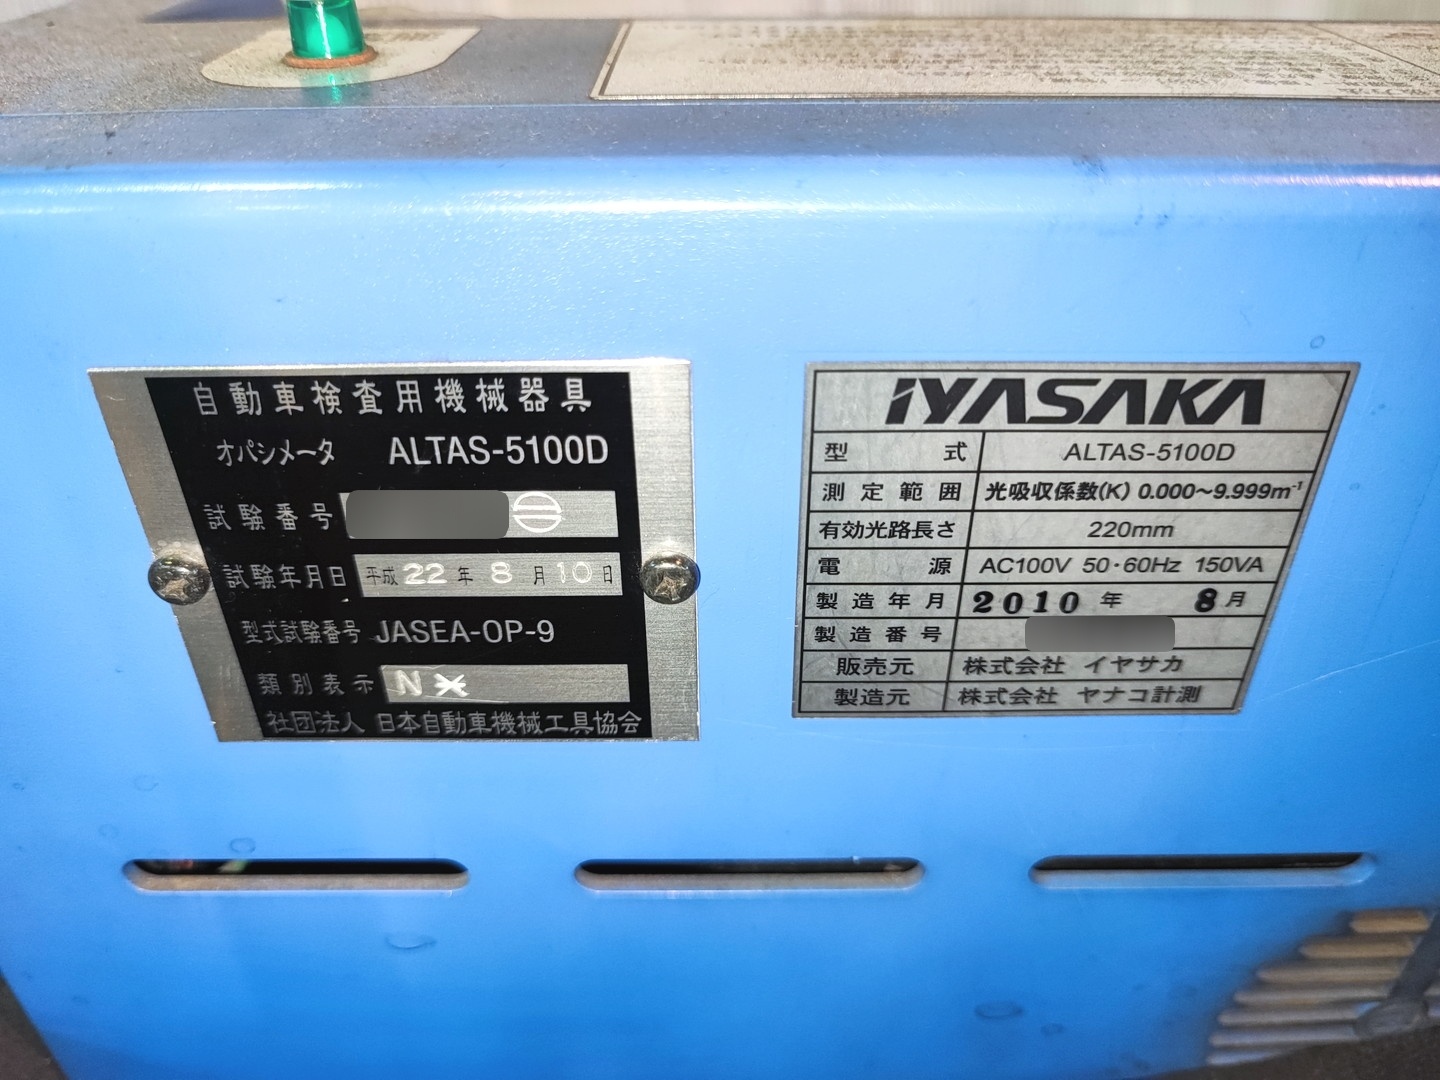 自動車検査用機械器具
オパシメータ ALTAS-5100D
試験番号
試験年月日 平成 22 年 8 月 10 日
型式試験番号 JASEA-OP-9
類別表示 N
社団法人 日本自動車機械工具協会
IYASAKA
型式 ALTAS-5100D
測定範囲 光吸収係数(K) 0.000～9.999m⁻¹
有効光路長さ 220mm
電源 AC100V 50・60Hz 150VA
製造年月 2010 年 8 月
製造番号
販売元 株式会社 イヤサカ
製造元 株式会社 ヤナコ計測